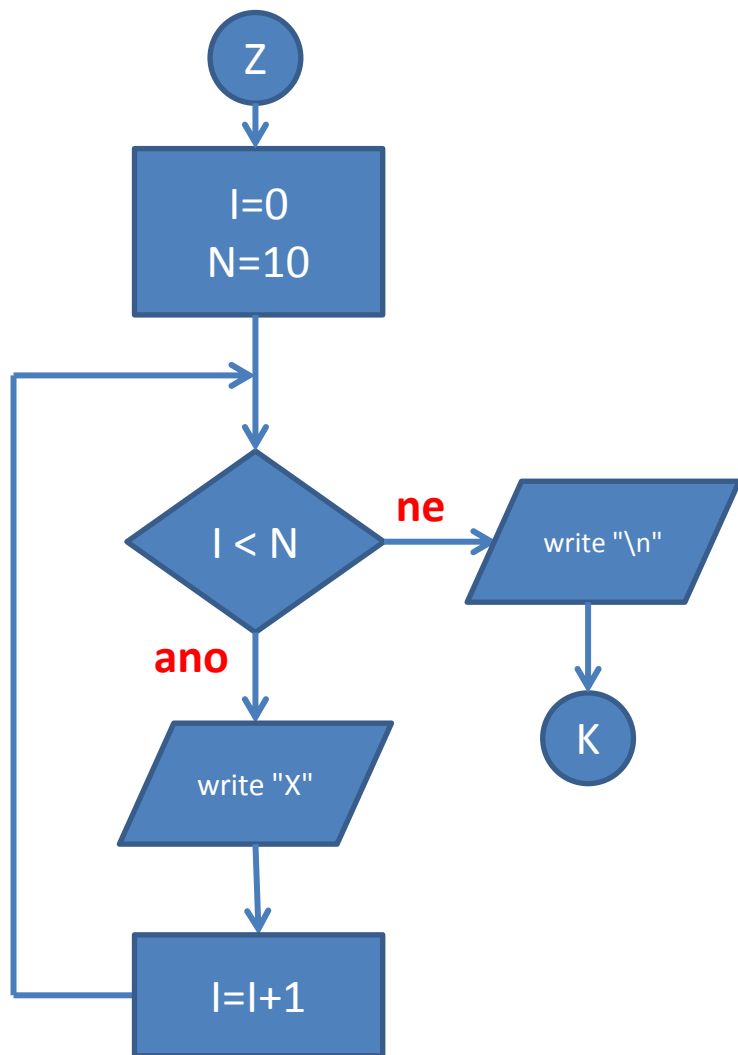 Z
I=0
N=10
I < N
ne
write "\n"
ano
K
write "X"
I=I+1